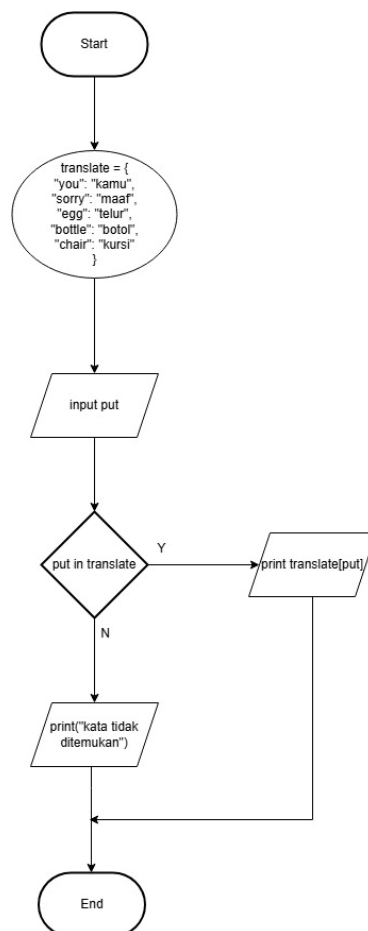 Start
translate = {
"you": "kamu",
"sorry": "maaf",
"egg": "telur",
"bottle": "botol",
"chair": "kursi"
}
input put
put in translate
Y
print translate[put]
N
print("kata tidak
ditemukan")
End